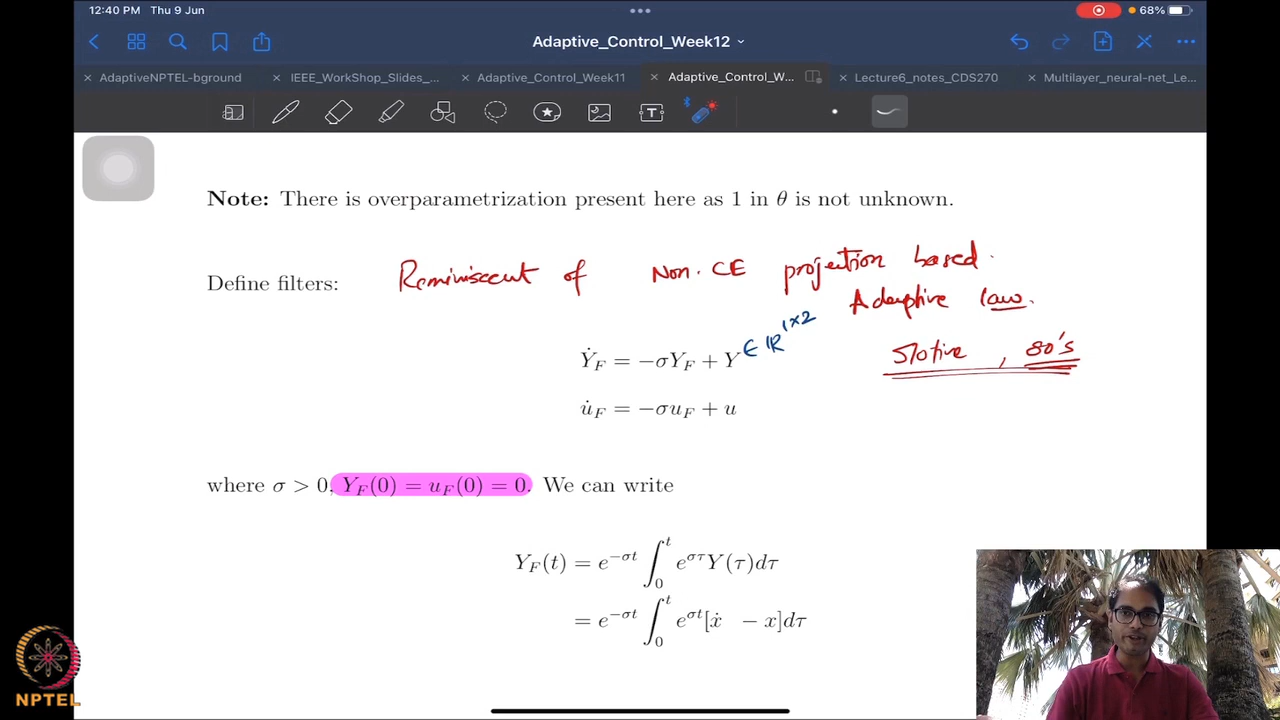 12:40 PM Thu 9 Jun
68%
Adaptive_Control_Week12
AdaptiveNPTEL-bground
IEEE_WorkShop_Slides_...
Adaptive_Control_Week11
Adaptive_Control_W...
Lecture6_notes_CDS270
Multilayer_neural-net_Le...
Note: There is overparametrization present here as 1 in θ is not unknown.
Define filters:
Reminiscent of Non. CE projection based.
Adaptive law.
Ẏ_F = −σY_F + Y ∈ ℝ^{1×2}
Slotine, 80's
u̇_F = −σu_F + u
where σ > 0, Y_F(0) = u_F(0) = 0. We can write
Y_F(t) = e^{−σt} ∫_0^t e^{στ} Y(τ)dτ
= e^{−σt} ∫_0^t e^{σt} [ẋ −x]dτ
NPTEL